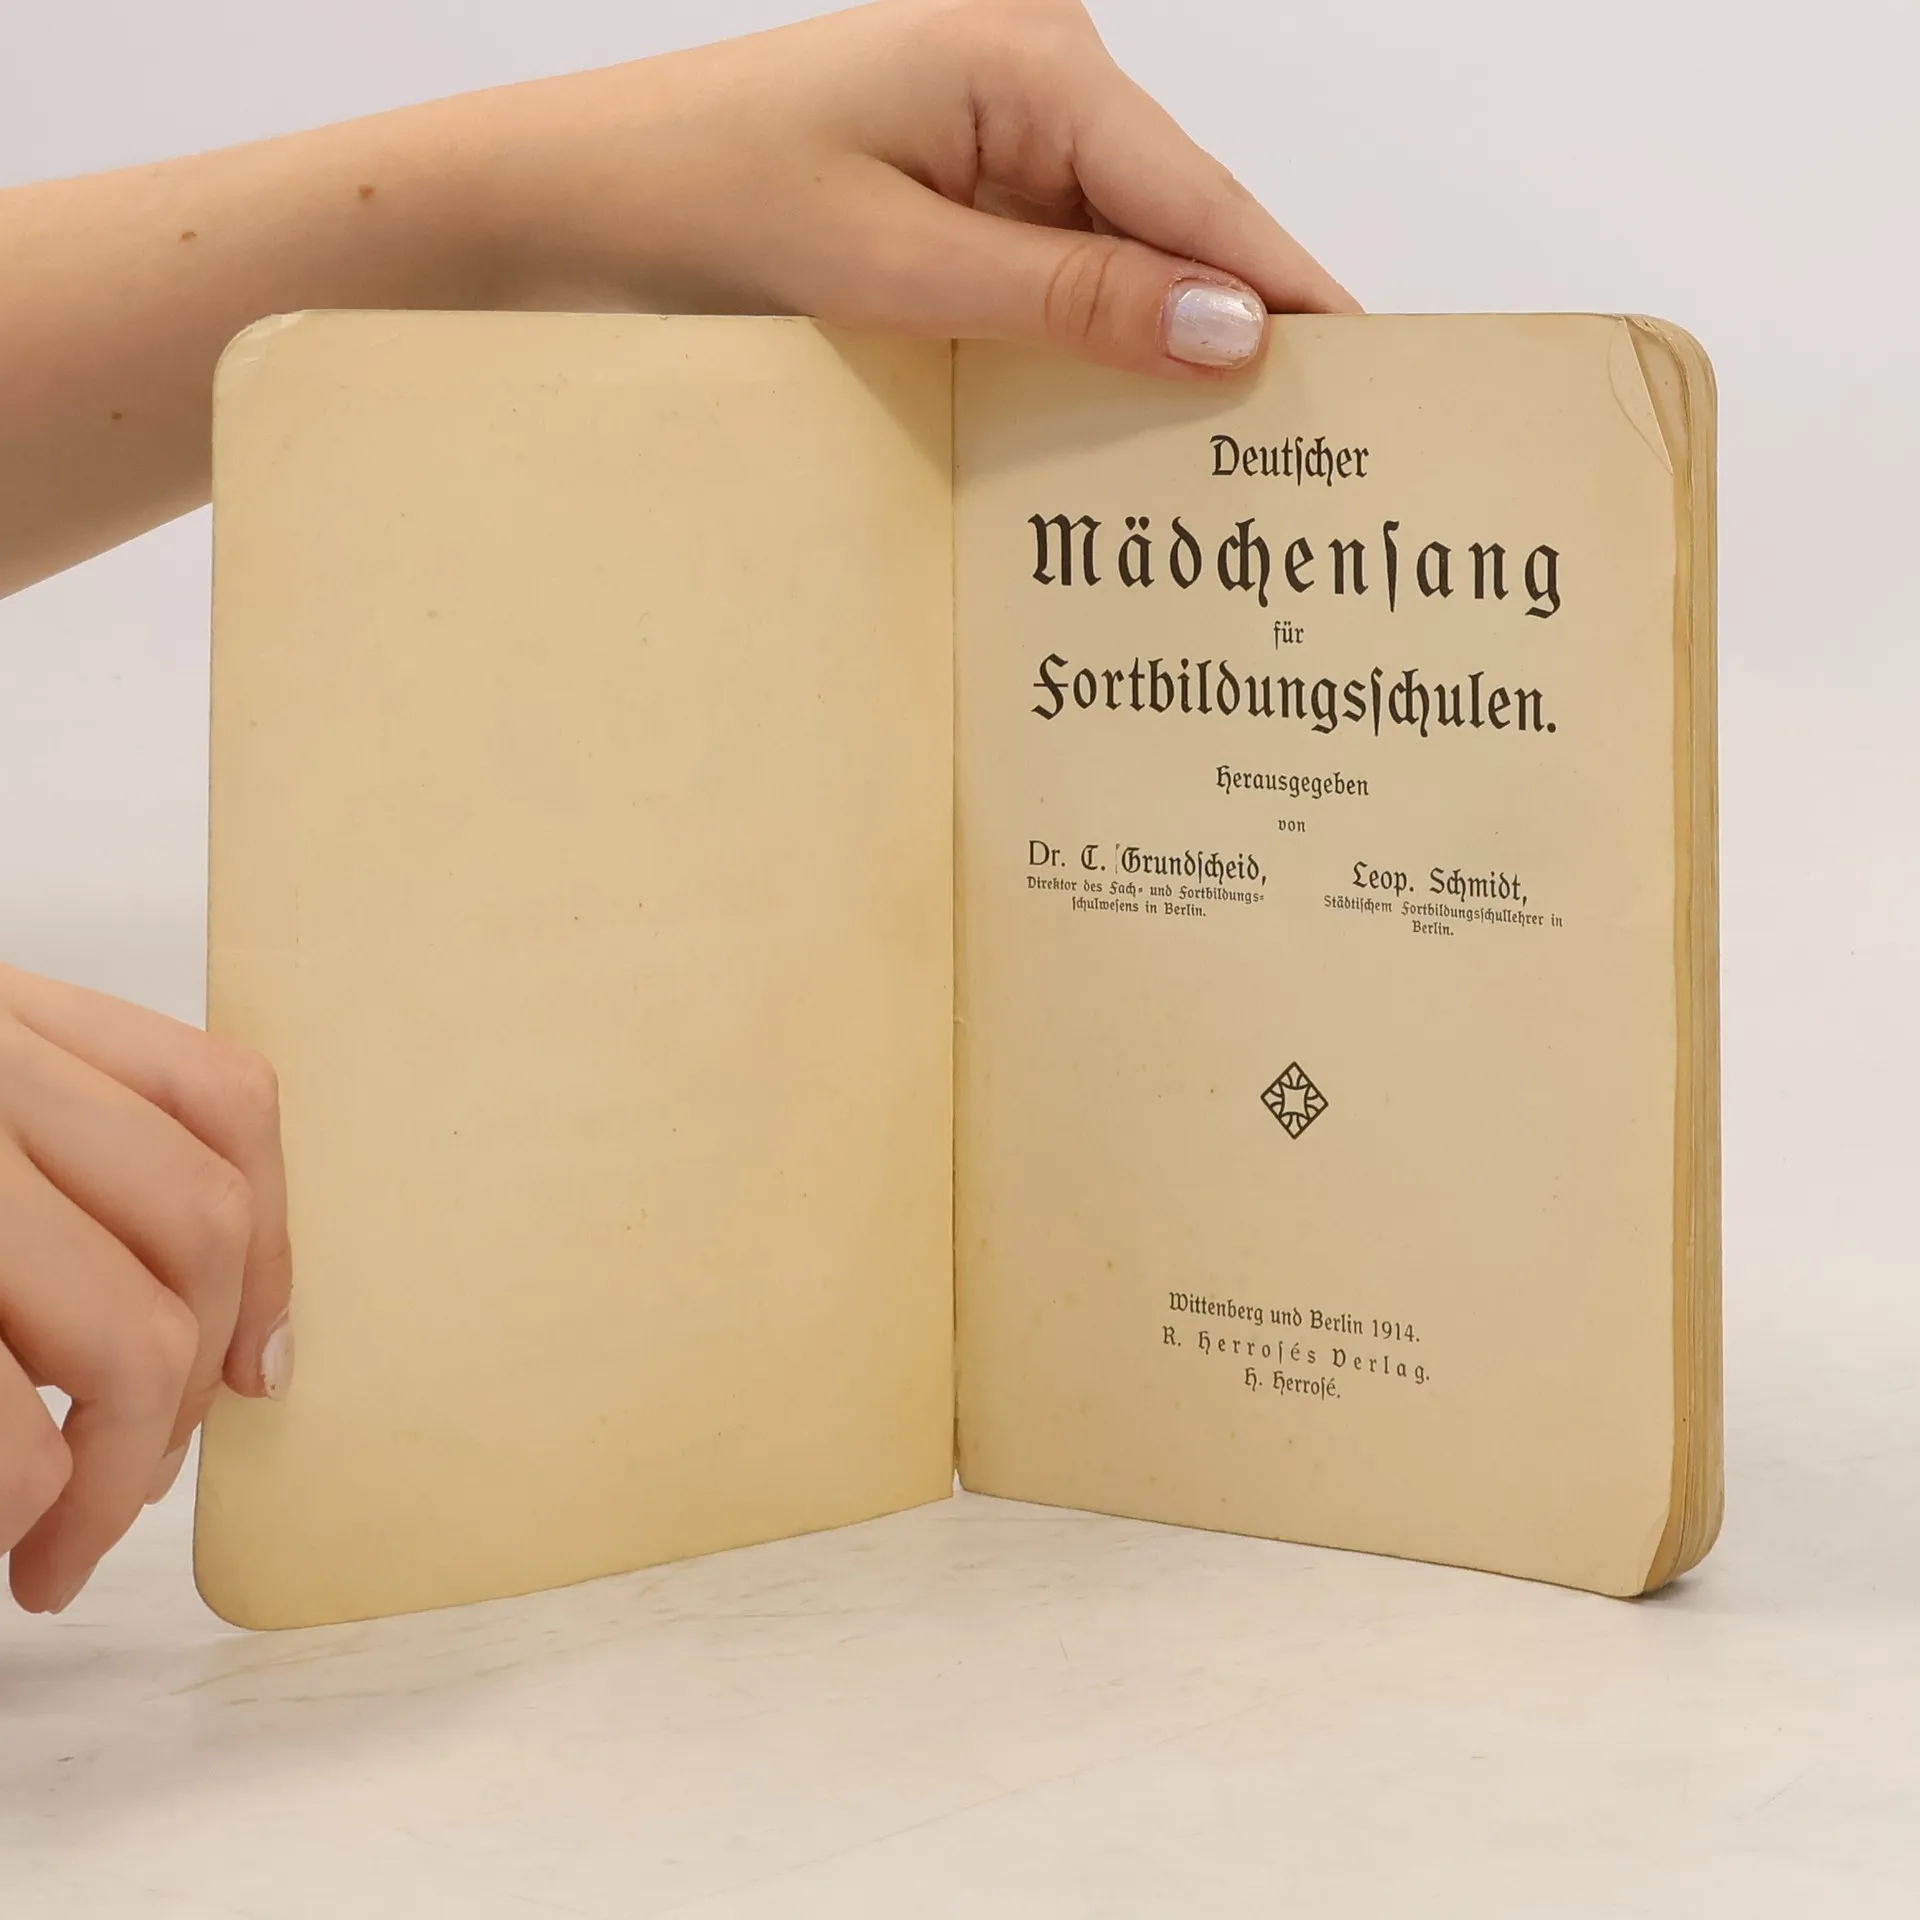 Deutſcher
Mädchenſang
für
Fortbildungsſchulen.
Herausgegeben
von
Dr. C. Grundſcheid,
Direktor des Fach- und Fortbildungs-
ſchulweſens in Berlin.
Leop. Schmidt,
Städtiſchem Fortbildungsſchullehrer in
Berlin.
Wittenberg und Berlin 1914.
R. Herroſés Verlag.
H. Herroſé.